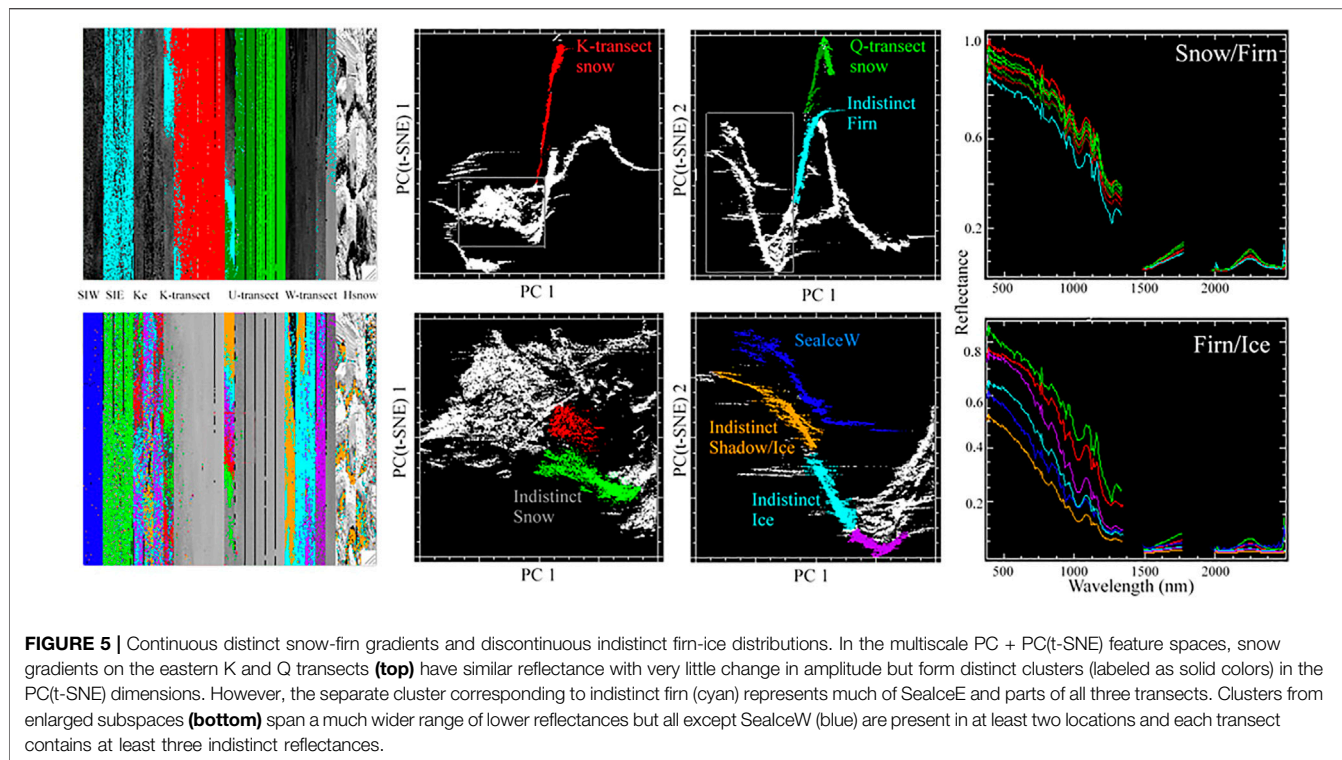 K-transect
snow
PC(t-SNE) 1
PC 1
Q-transect
snow
Indistinct
Firn
PC(t-SNE) 2
PC 1
1.0
Snow/Firn
0.6
0.2
500 1000 1500 2000 2500
Reflectance
SIW SIE Ke K-transect U-transect W-transect Hsnow
Indistinct
Snow
PC(t-SNE) 1
PC 1
SeaIceW
Indistinct
Shadow/Ice
Indistinct
Ice
PC(t-SNE) 2
PC 1
Firn/Ice
0.8
0.6
0.4
0.2
500 1000 1500 2000 2500
Wavelength (nm)
FIGURE 5 | Continuous distinct snow-firn gradients and discontinuous indistinct firn-ice distributions. In the multiscale PC + PC(t-SNE) feature spaces, snow
gradients on the eastern K and Q transects (top) have similar reflectance with very little change in amplitude but form distinct clusters (labeled as solid colors) in the
PC(t-SNE) dimensions. However, the separate cluster corresponding to indistinct firn (cyan) represents much of SeaIceE and parts of all three transects. Clusters from
enlarged subspaces (bottom) span a much wider range of lower reflectances but all except SeaIceW (blue) are present in at least two locations and each transect
contains at least three indistinct reflectances.